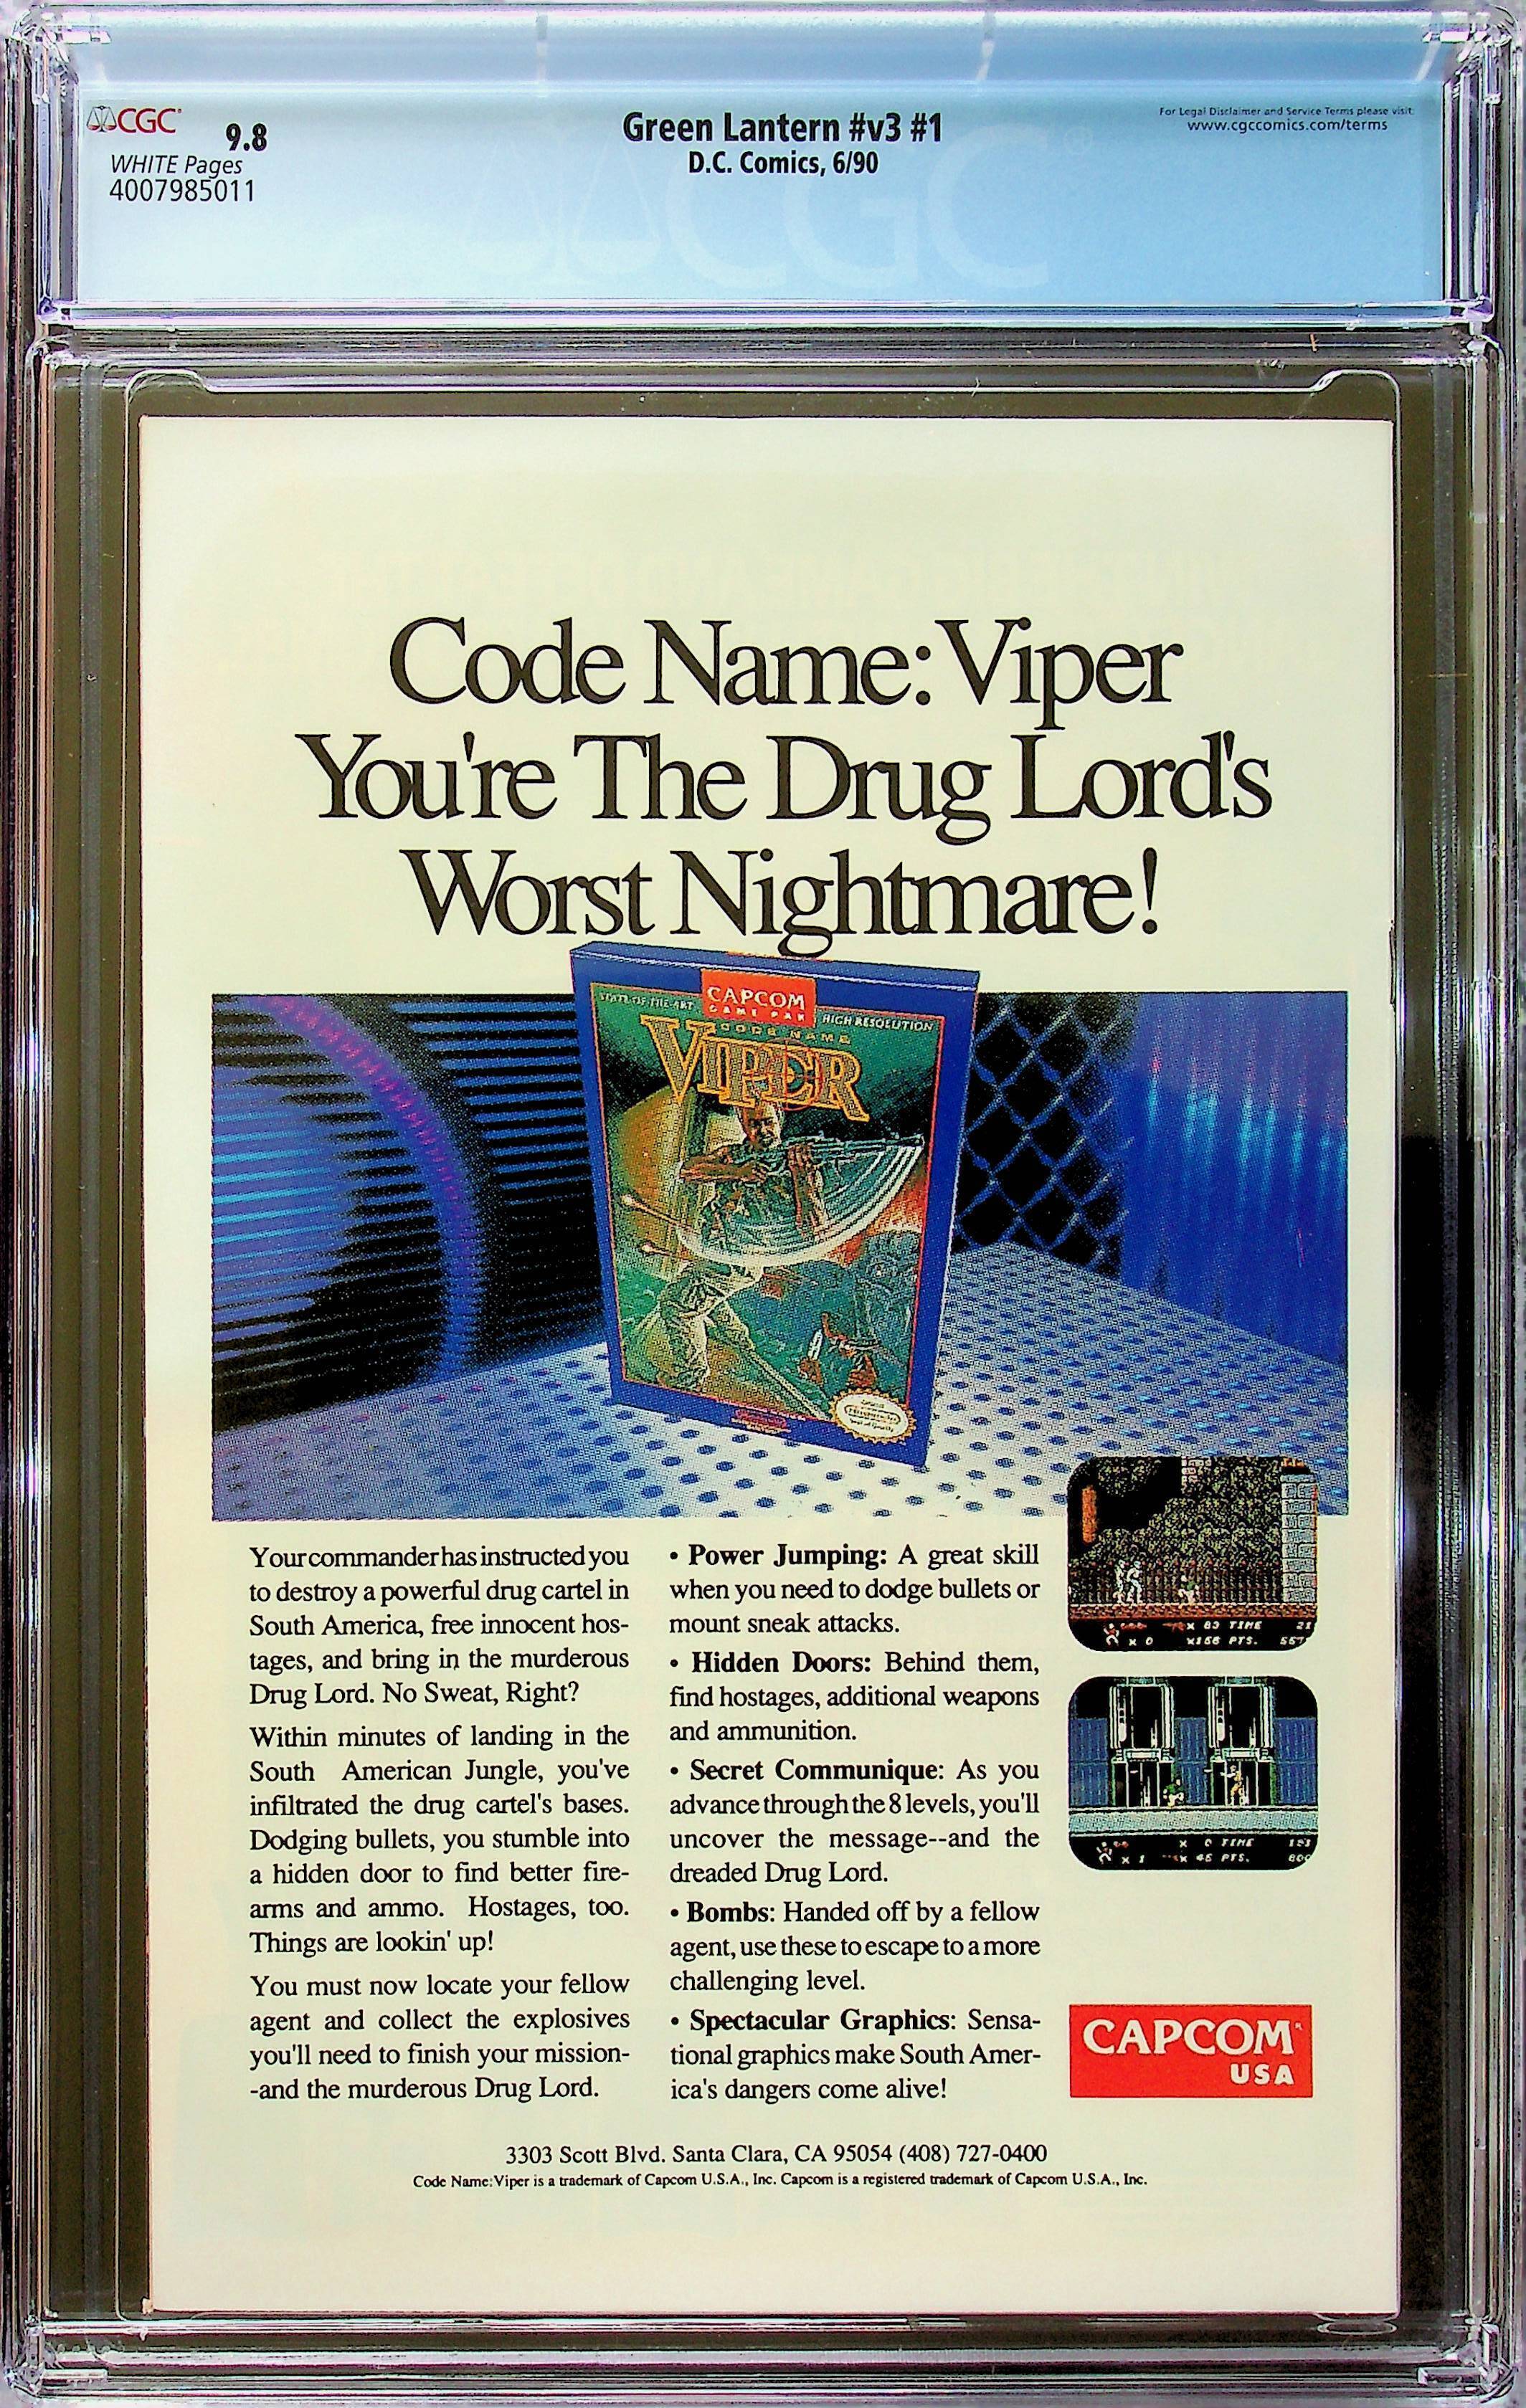 CGC
9.8
WHITE Pages
4007985011
Green Lantern #v3 #1
D.C. Comics, 6/90
For Legal Disclaimer and Service Terms please visit:
www.cgccomics.com/terms
CGC
Code Name: Viper
You're The Drug Lord's
Worst Nightmare!
STATE-OF-THE-ART
CAPCOM
GAME PAK
HIGH RESOLUTION
CODE NAME
VIPER
Your commander has instructed you
to destroy a powerful drug cartel in
South America, free innocent hos-
tages, and bring in the murderous
Drug Lord. No Sweat, Right?
Within minutes of landing in the
South American Jungle, you've
infiltrated the drug cartel's bases.
Dodging bullets, you stumble into
a hidden door to find better fire-
arms and ammo. Hostages, too.
Things are lookin' up!
You must now locate your fellow
agent and collect the explosives
you'll need to finish your mission-
-and the murderous Drug Lord.
• Power Jumping: A great skill
when you need to dodge bullets or
mount sneak attacks.
• Hidden Doors: Behind them,
find hostages, additional weapons
and ammunition.
• Secret Communique: As you
advance through the 8 levels, you'll
uncover the message--and the
dreaded Drug Lord.
• Bombs: Handed off by a fellow
agent, use these to escape to a more
challenging level.
• Spectacular Graphics: Sensa-
tional graphics make South Amer-
ica's dangers come alive!
x 63 TIME 21
x 0 x166 PTS. 557
x 0 TIME
x 1 x 45 PTS.
CAPCOM
USA
3303 Scott Blvd. Santa Clara, CA 95054 (408) 727-0400
Code Name: Viper is a trademark of Capcom U.S.A., Inc. Capcom is a registered trademark of Capcom U.S.A., Inc.